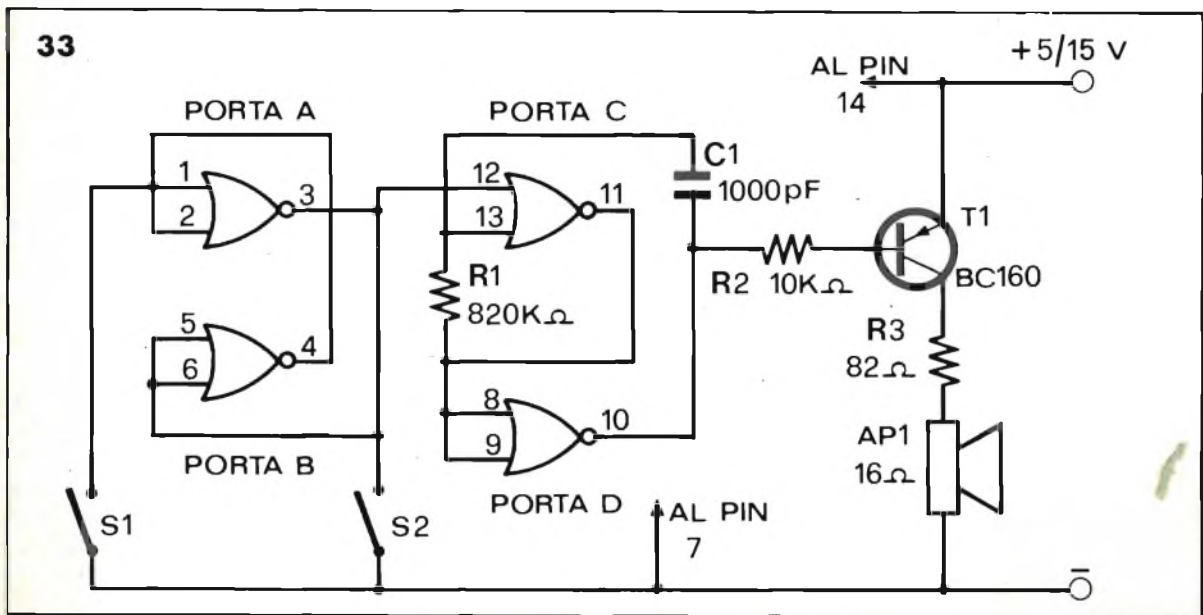 33
+5/15 V
AL PIN
14
PORTA A
PORTA C
1
2
3
12
13
11
C1
1000pF
T1
BC160
R1
820KΩ
R2 10KΩ
5
6
4
R3
82Ω
8
9
10
AP1
16Ω
PORTA B
PORTA D
S1
S2
AL PIN
7
–